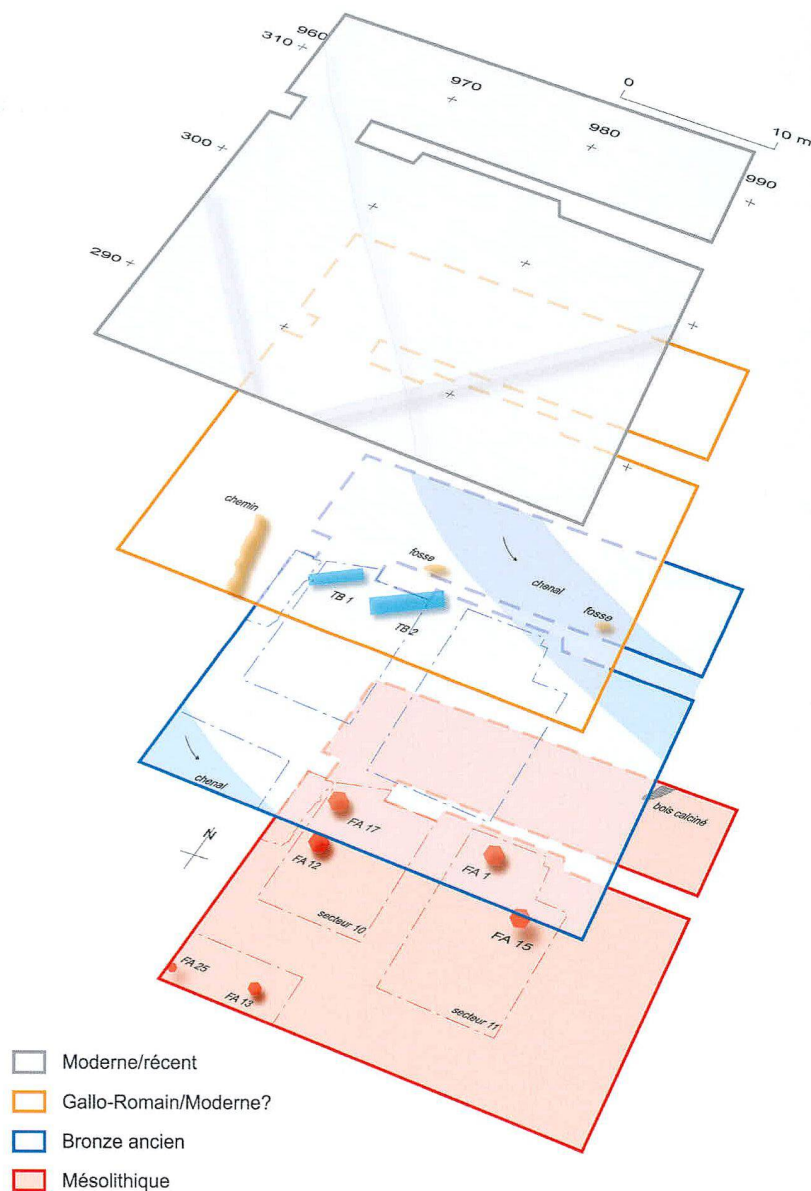 960
310 +
0
970
10 m
980
300 +
990
290 +
chemin
fosse
chenal
fosse
TB 1
TB 2
chenal
bois calciné
N
FA 17
FA 12
FA 1
secteur 10
FA 15
FA 25
FA 13
secteur 11
Moderne/récent
Gallo-Romain/Moderne?
Bronze ancien
Mésolithique